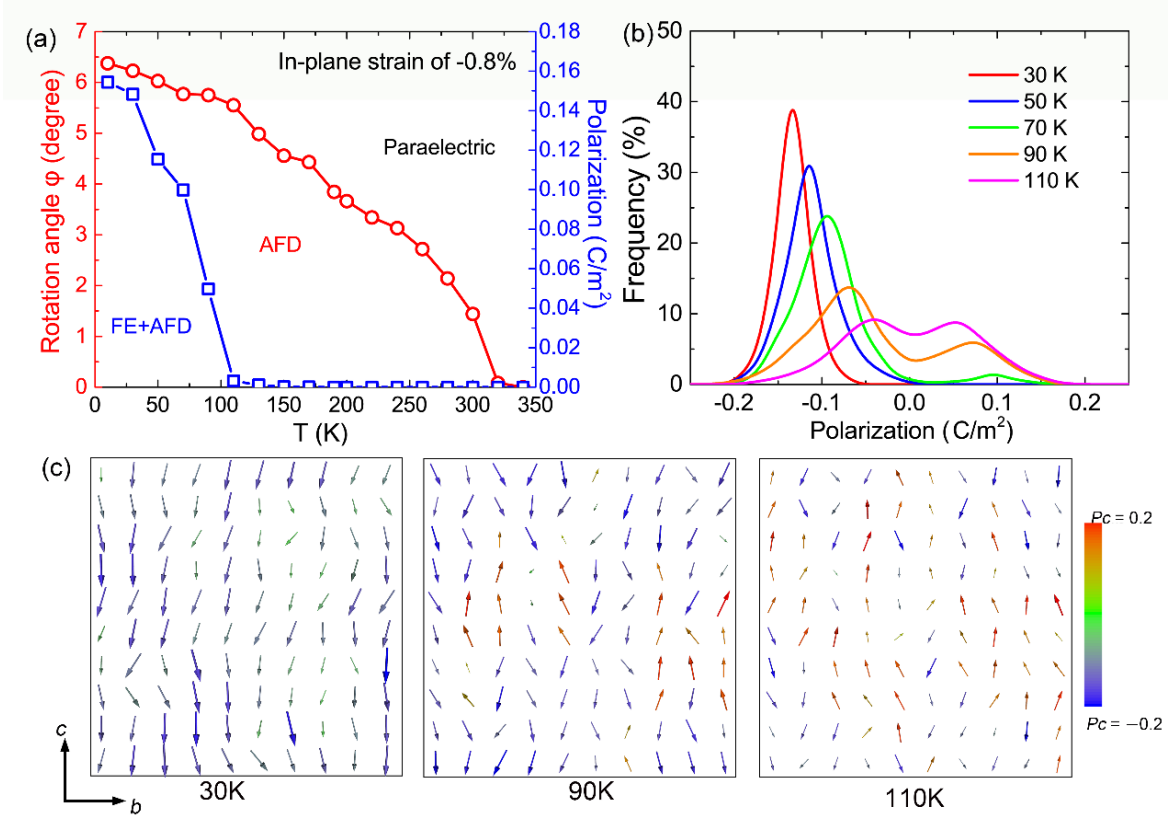 (a)
In-plane strain of -0.8%
Paraelectric
AFD
FE+AFD
Rotation angle φ (degree)
7
6
5
4
3
2
1
0
0 50 100 150 200 250 300 350
T (K)
0.18
0.16
0.14
0.12
0.10
0.08
0.06
0.04
0.02
0.00
Polarization (C/m²)
(b)
30 K
50 K
70 K
90 K
110 K
Frequency (%)
50
40
30
20
10
0
-0.2 -0.1 0.0 0.1 0.2
Polarization (C/m²)
(c)
c
b
30K
90K
110K
Pc = 0.2
Pc = −0.2